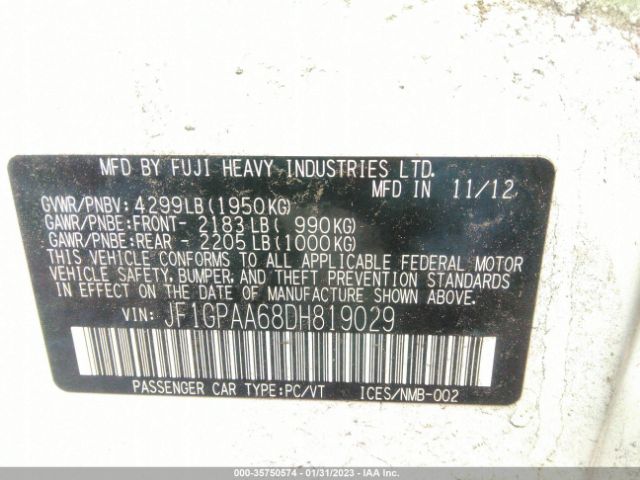 MFD BY FUJI HEAVY INDUSTRIES LTD.
MFD IN 11/12
GVWR/PNBV: 4299LB(1950KG)
GAWR/PNBE:FRONT- 2183LB( 990KG)
GAWR/PNBE:REAR - 2205LB(1000KG)
THIS VEHICLE CONFORMS TO ALL APPLICABLE FEDERAL MOTOR
VEHICLE SAFETY, BUMPER, AND THEFT PREVENTION STANDARDS
IN EFFECT ON THE DATE OF MANUFACTURE SHOWN ABOVE.
VIN: JF1GPAA68DH819029
PASSENGER CAR TYPE:PC/VT ICES/NMB-002
000-35750574 - 01/31/2023 - IAA Inc.